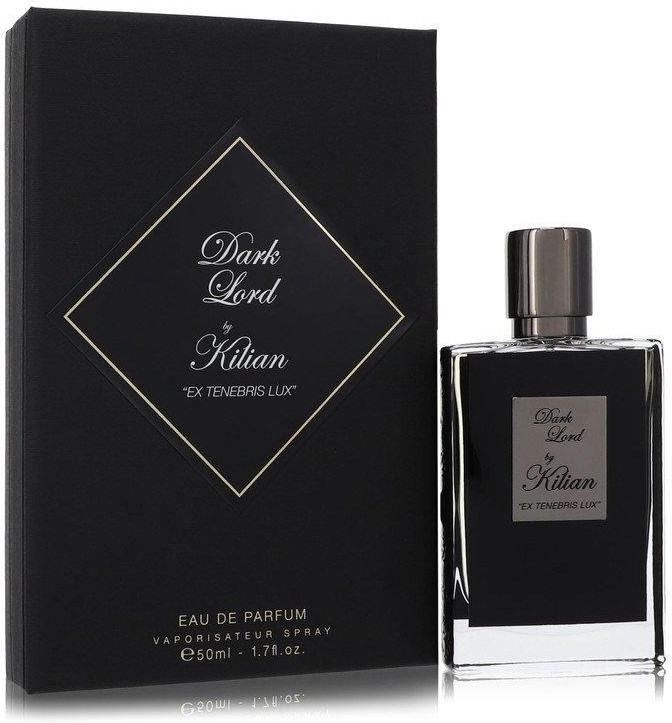 Dark
Lord
by
Kilian
"EX TENEBRIS LUX"
EAU DE PARFUM
VAPORISATEUR SPRAY
℮50ml - 1.7fl.oz.
Dark
Lord
by
Kilian
"EX TENEBRIS LUX"